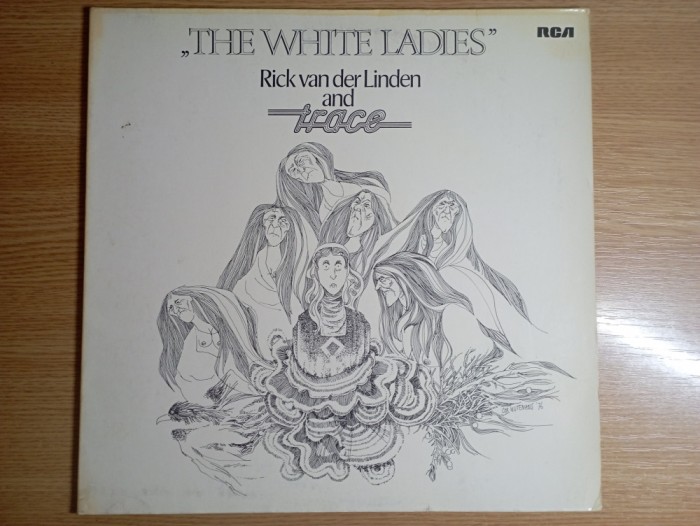 „THE WHITE LADIES”
RCA
Rick van der Linden
and
trace